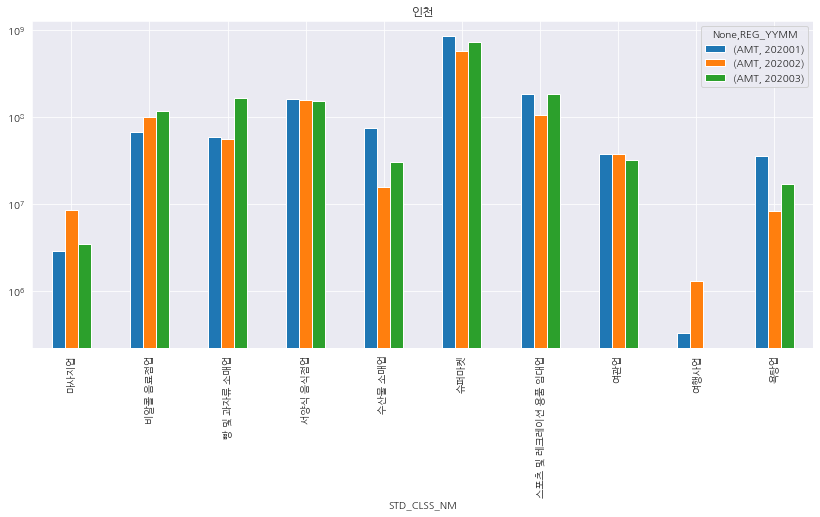 인천
None,REG_YYMM
(AMT, 202001)
(AMT, 202002)
(AMT, 202003)
10⁹
10⁸
10⁷
10⁶
마사지업
비알콜 음료점업
빵 및 과자류 소매업
서양식 음식점업
수산물 소매업
슈퍼마켓
스포츠 및 레크레이션 용품 임대업
여관업
여행사업
욕탕업
STD_CLSS_NM